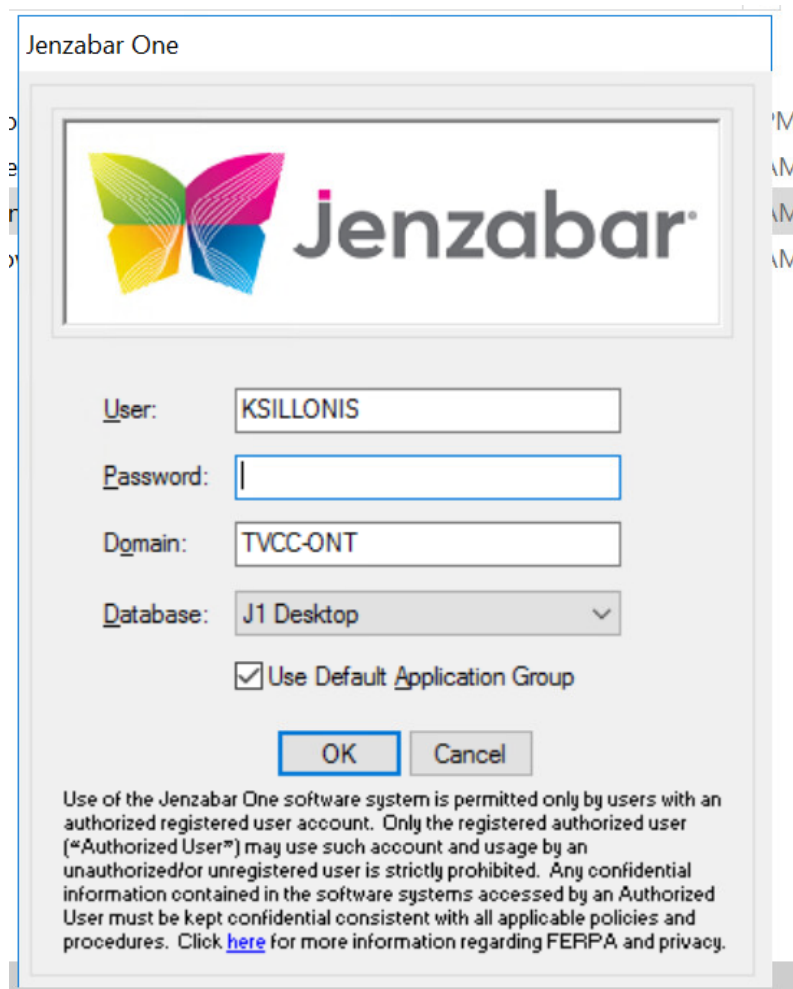 Jenzabar One
PM
AM
AM
AM
Jenzabar
User: KSILLONIS
Password:
Domain: TVCC-ONT
Database: J1 Desktop
Use Default Application Group
OK Cancel
Use of the Jenzabar One software system is permitted only by users with an
authorized registered user account. Only the registered authorized user
(“Authorized User”) may use such account and usage by an
unauthorized/or unregistered user is strictly prohibited. Any confidential
information contained in the software systems accessed by an Authorized
User must be kept confidential consistent with all applicable policies and
procedures. Click here for more information regarding FERPA and privacy.